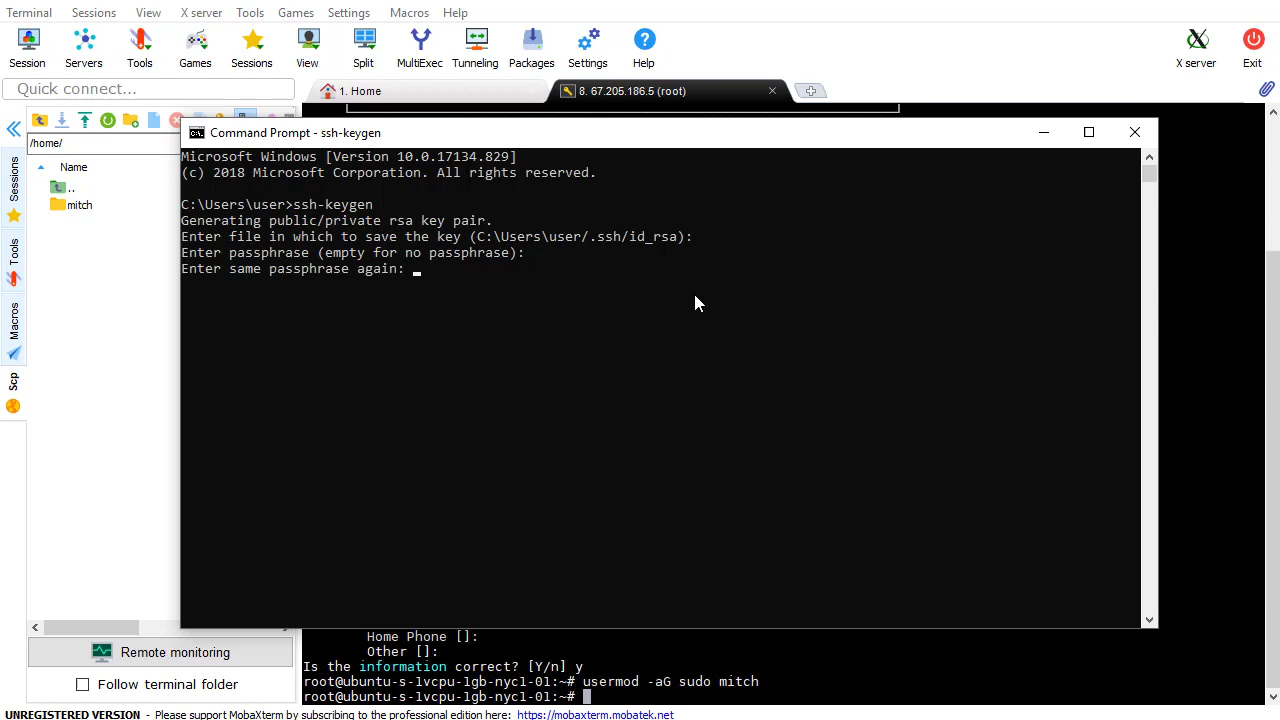 Terminal Sessions View X server Tools Games Settings Macros Help
Session Servers Tools Games Sessions View Split MultiExec Tunneling Packages Settings Help X server Exit
Quick connect...
1. Home
8. 67.205.186.5 (root)
/home/
Name
..
mitch
Sessions
Tools
Macros
Scp
Command Prompt - ssh-keygen
Microsoft Windows [Version 10.0.17134.829]
(c) 2018 Microsoft Corporation. All rights reserved.
C:\Users\user>ssh-keygen
Generating public/private rsa key pair.
Enter file in which to save the key (C:\Users\user/.ssh/id_rsa):
Enter passphrase (empty for no passphrase):
Enter same passphrase again:
Home Phone []:
Other []:
Is the information correct? [Y/n] y
root@ubuntu-s-1vcpu-1gb-nyc1-01:~# usermod -aG sudo mitch
root@ubuntu-s-1vcpu-1gb-nyc1-01:~#
Remote monitoring
Follow terminal folder
UNREGISTERED VERSION - Please support MobaXterm by subscribing to the professional edition here: https://mobaxterm.mobatek.net